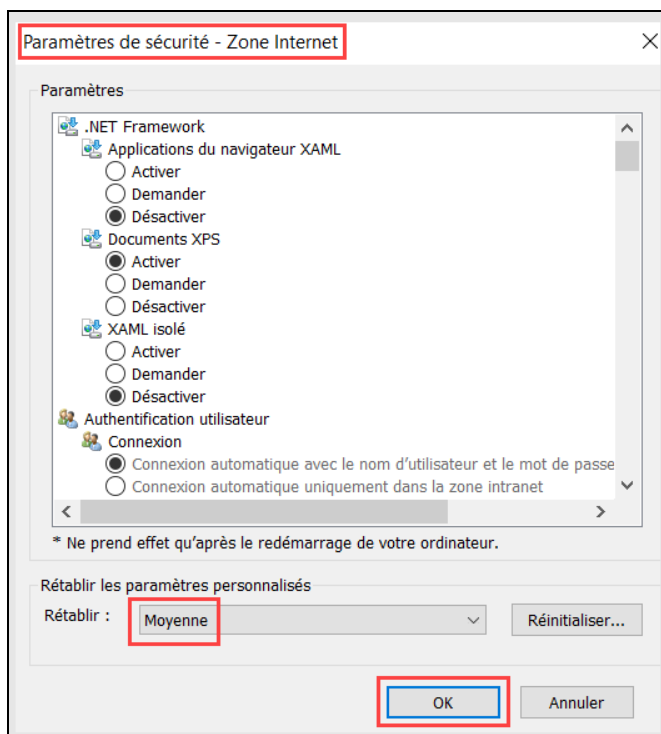 Paramètres de sécurité - Zone Internet
Paramètres
.NET Framework
Applications du navigateur XAML
Activer
Demander
Désactiver
Documents XPS
Activer
Demander
Désactiver
XAML isolé
Activer
Demander
Désactiver
Authentification utilisateur
Connexion
Connexion automatique avec le nom d'utilisateur et le mot de passe
Connexion automatique uniquement dans la zone intranet
* Ne prend effet qu'après le redémarrage de votre ordinateur.
Rétablir les paramètres personnalisés
Rétablir : Moyenne Réinitialiser...
OK Annuler